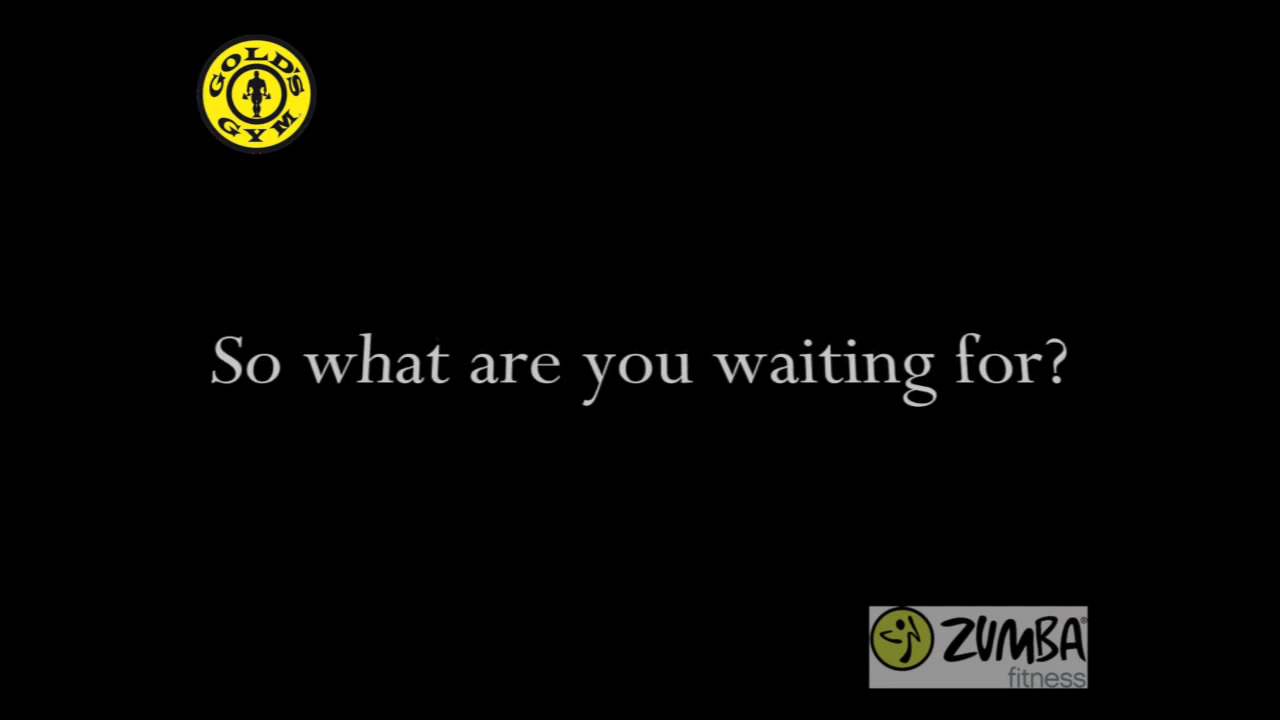 GOLD'S
GYM
So what are you waiting for?
ZUMBA®
fitness